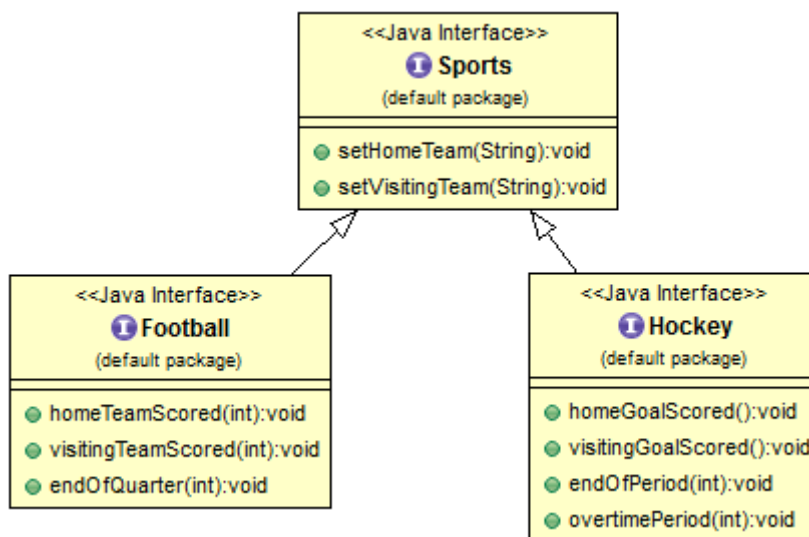 <<Java Interface>>
I Sports
(default package)
setHomeTeam(String):void
setVisitingTeam(String):void
<<Java Interface>>
I Football
(default package)
homeTeamScored(int):void
visitingTeamScored(int):void
endOfQuarter(int):void
<<Java Interface>>
I Hockey
(default package)
homeGoalScored():void
visitingGoalScored():void
endOfPeriod(int):void
overtimePeriod(int):void